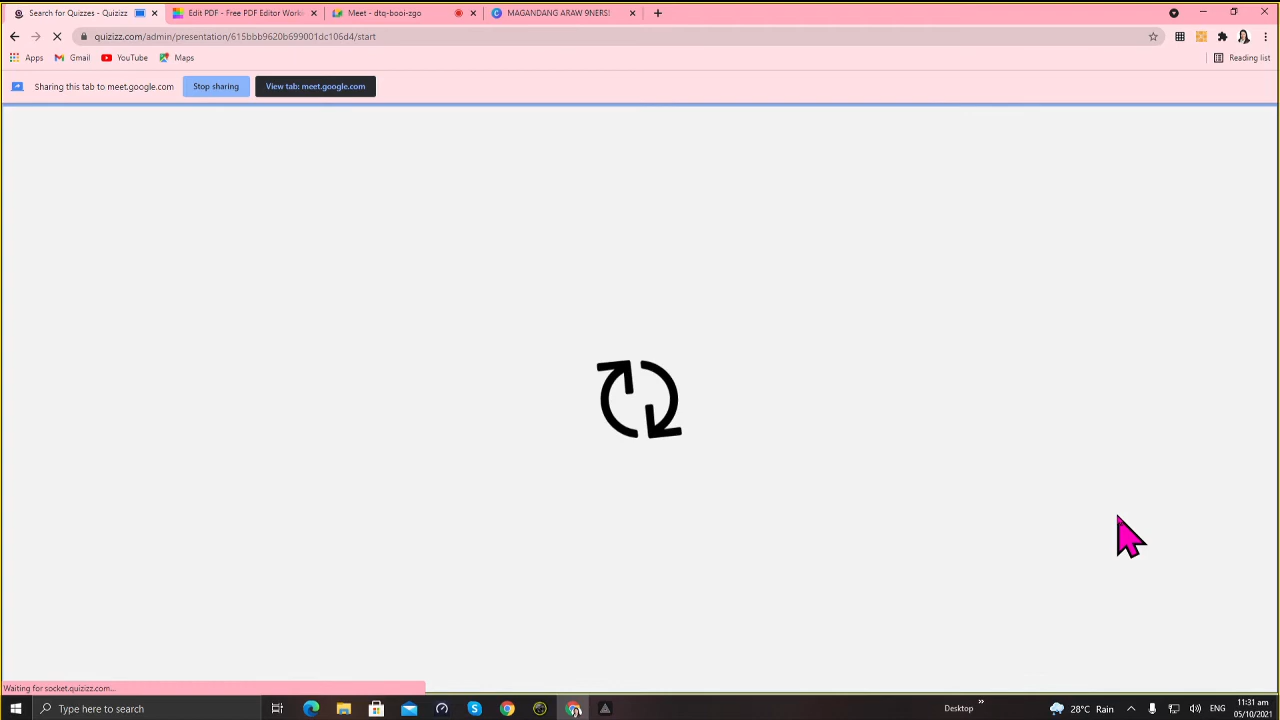 Search for Quizzes - Quizizz
Edit PDF - Free PDF Editor Worki
Meet - dtq-booi-zgo
MAGANDANG ARAW 9NERS!
quizizz.com/admin/presentation/615bbb9620b699001dc106d4/start
Apps
Gmail
YouTube
Maps
Reading list
Sharing this tab to meet.google.com
Stop sharing
View tab: meet.google.com
Waiting for socket.quizizz.com...
Type here to search
Desktop
28°C Rain
ENG
11:31 am
05/10/2021